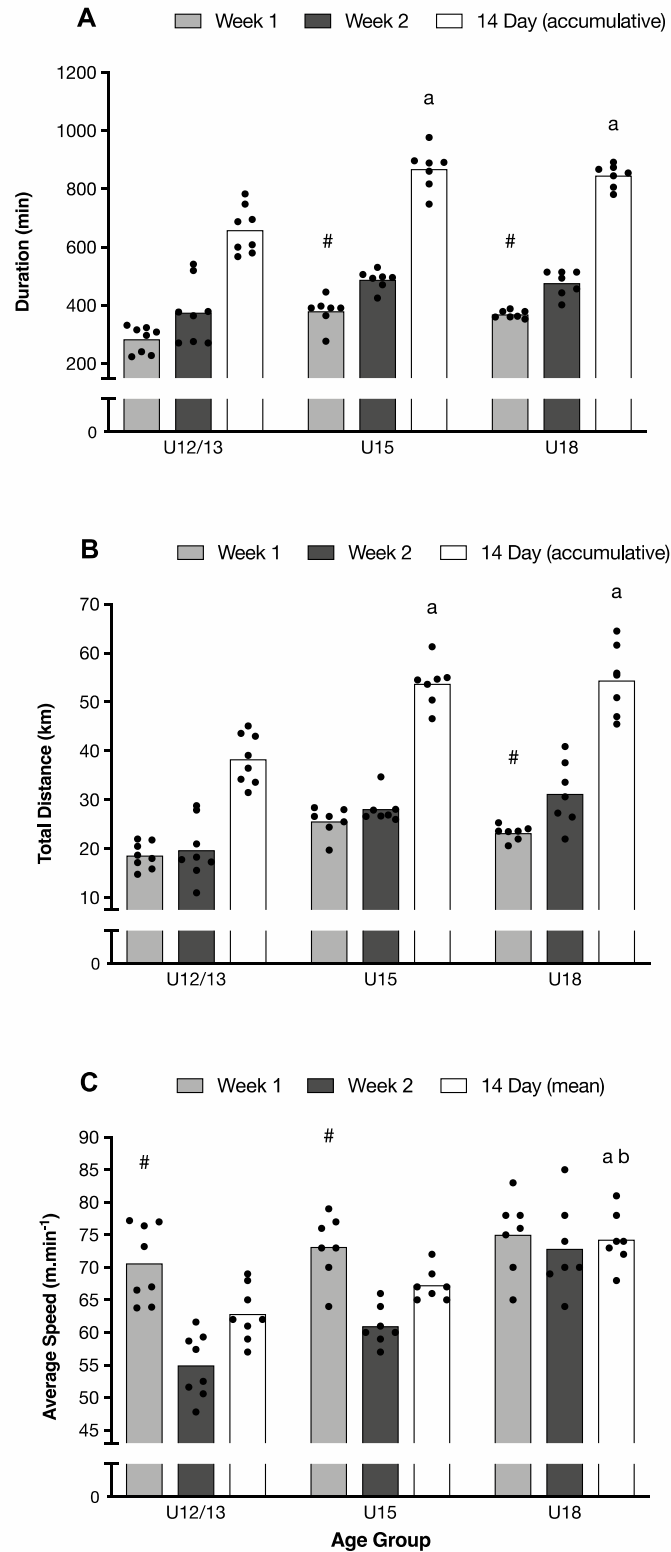 A
Week 1 Week 2 14 Day (accumulative)
1200
1000
800
600
400
200
0
Duration (min)
#
a
#
a
U12/13 U15 U18
B
Week 1 Week 2 14 Day (accumulative)
70
60
50
40
30
20
10
0
Total Distance (km)
a
#
a
U12/13 U15 U18
C
Week 1 Week 2 14 Day (mean)
90
85
80
75
70
65
60
55
50
45
0
Average Speed (m.min⁻¹)
#
#
a b
U12/13 U15 U18
Age Group